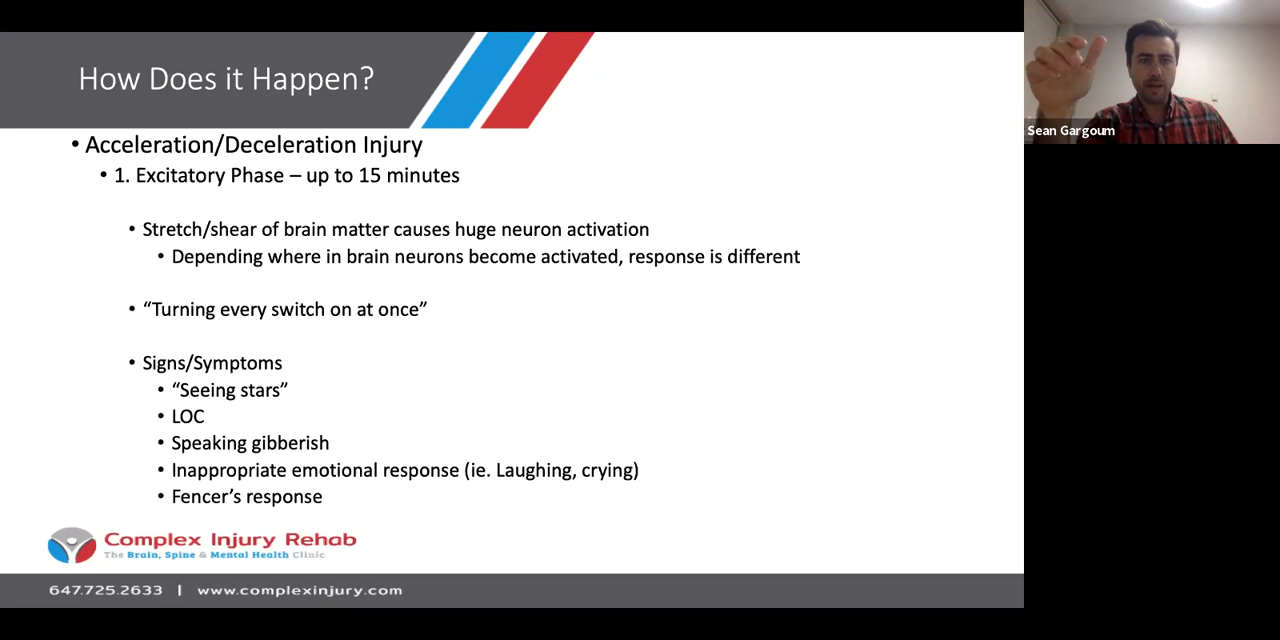 How Does it Happen?
• Acceleration/Deceleration Injury
• 1. Excitatory Phase – up to 15 minutes
• Stretch/shear of brain matter causes huge neuron activation
• Depending where in brain neurons become activated, response is different
• “Turning every switch on at once”
• Signs/Symptoms
• “Seeing stars”
• LOC
• Speaking gibberish
• Inappropriate emotional response (ie. Laughing, crying)
• Fencer’s response
Complex Injury Rehab
The Brain, Spine & Mental Health Clinic
647.725.2633 | www.complexinjury.com
Sean Gargoum